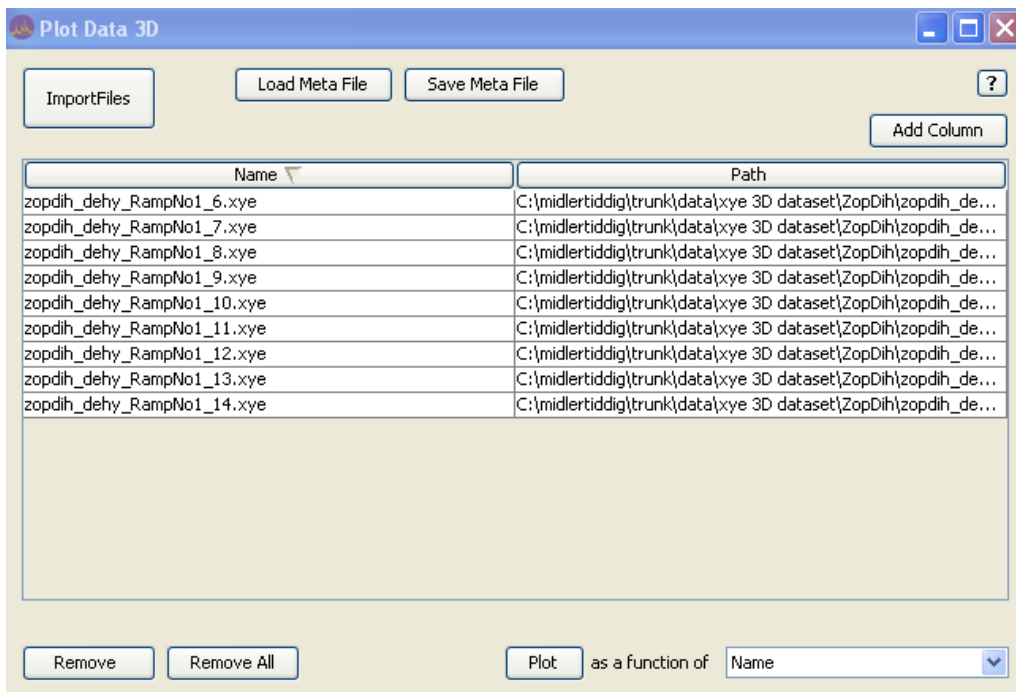 Plot Data 3D
ImportFiles Load Meta File Save Meta File ?
Add Column
Name Path
zopdih_dehy_RampNo1_6.xye C:\midlertiddig\trunk\data\xye 3D dataset\ZopDih\zopdih_de...
zopdih_dehy_RampNo1_7.xye C:\midlertiddig\trunk\data\xye 3D dataset\ZopDih\zopdih_de...
zopdih_dehy_RampNo1_8.xye C:\midlertiddig\trunk\data\xye 3D dataset\ZopDih\zopdih_de...
zopdih_dehy_RampNo1_9.xye C:\midlertiddig\trunk\data\xye 3D dataset\ZopDih\zopdih_de...
zopdih_dehy_RampNo1_10.xye C:\midlertiddig\trunk\data\xye 3D dataset\ZopDih\zopdih_de...
zopdih_dehy_RampNo1_11.xye C:\midlertiddig\trunk\data\xye 3D dataset\ZopDih\zopdih_de...
zopdih_dehy_RampNo1_12.xye C:\midlertiddig\trunk\data\xye 3D dataset\ZopDih\zopdih_de...
zopdih_dehy_RampNo1_13.xye C:\midlertiddig\trunk\data\xye 3D dataset\ZopDih\zopdih_de...
zopdih_dehy_RampNo1_14.xye C:\midlertiddig\trunk\data\xye 3D dataset\ZopDih\zopdih_de...
Remove Remove All Plot as a function of Name